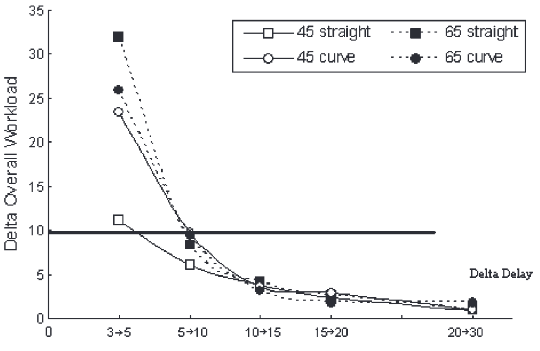 35
30
25
20
15
10
5
0
Delta Overall Workload
45 straight
65 straight
45 curve
65 curve
Delta Delay
0
3→5
5→10
10→15
15→20
20→30